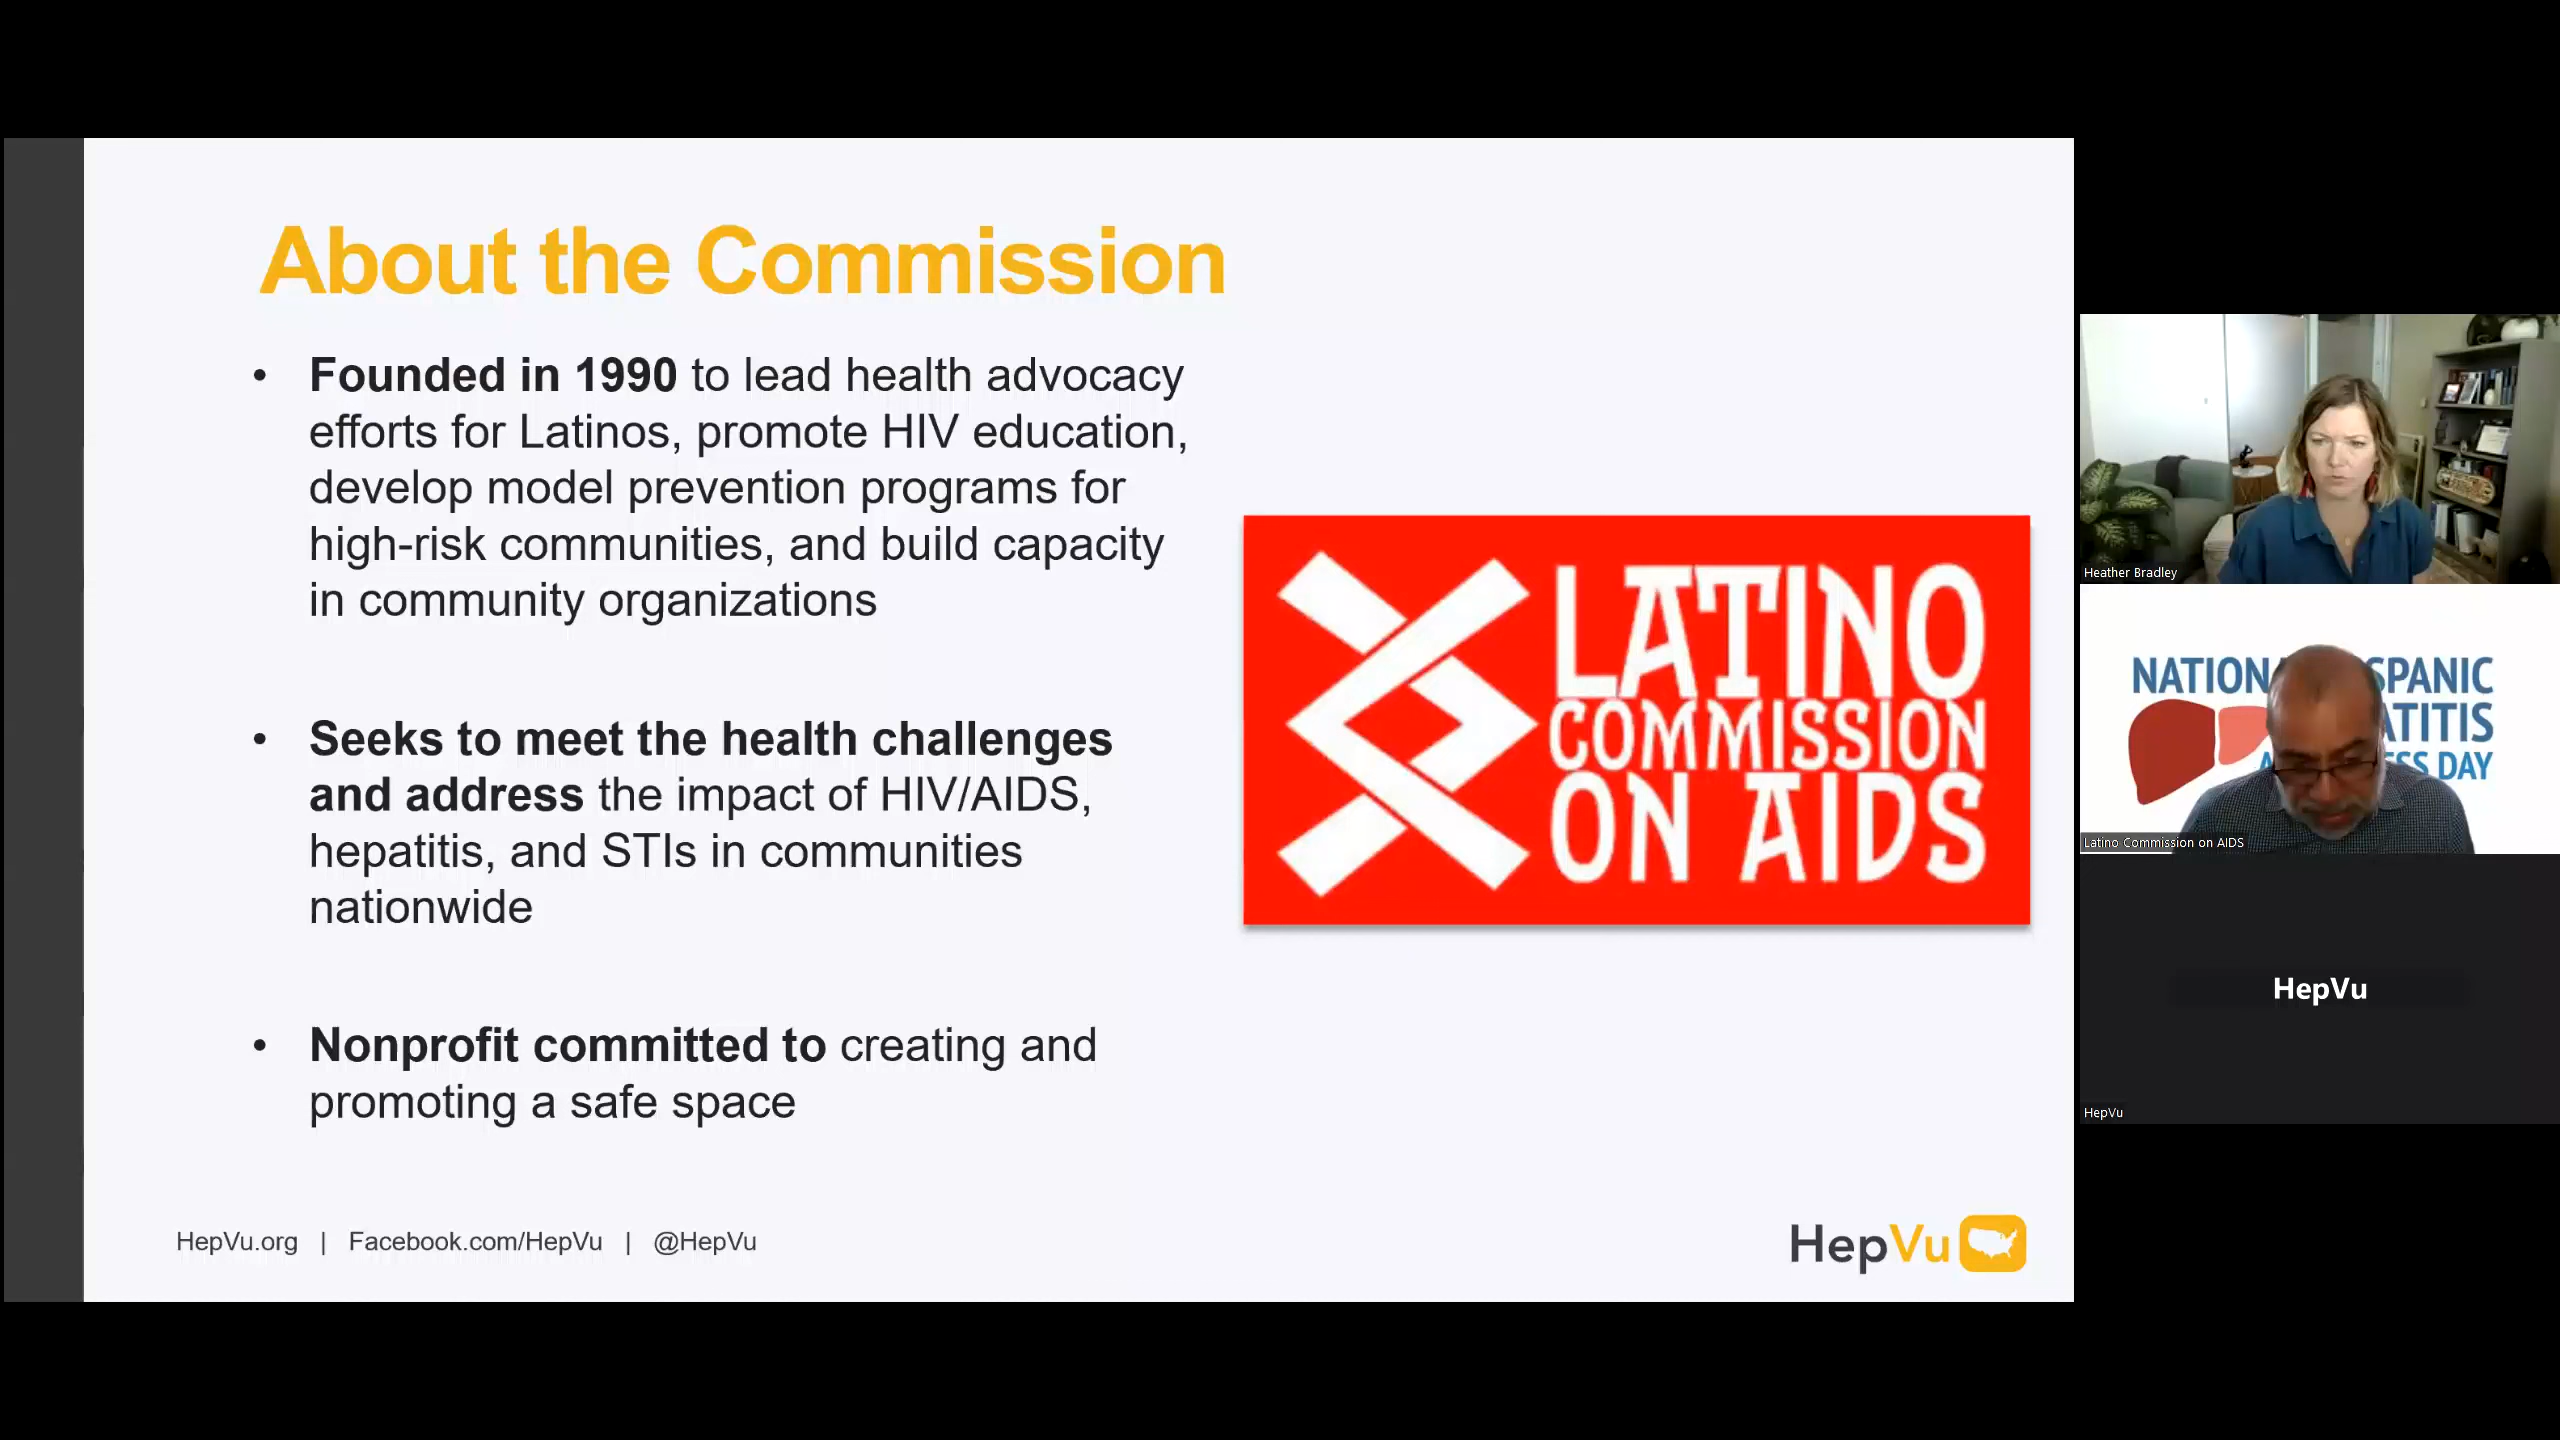 About the Commission
• Founded in 1990 to lead health advocacy
efforts for Latinos, promote HIV education,
develop model prevention programs for
high-risk communities, and build capacity
in community organizations
• Seeks to meet the health challenges
and address the impact of HIV/AIDS,
hepatitis, and STIs in communities
nationwide
• Nonprofit committed to creating and
promoting a safe space
LATINO
COMMISSION
ON AIDS
HepVu.org | Facebook.com/HepVu | @HepVu
HepVu
Heather Bradley
NATION SPANIC
ATITIS
A SS DAY
Latino Commission on AIDS
HepVu
HepVu